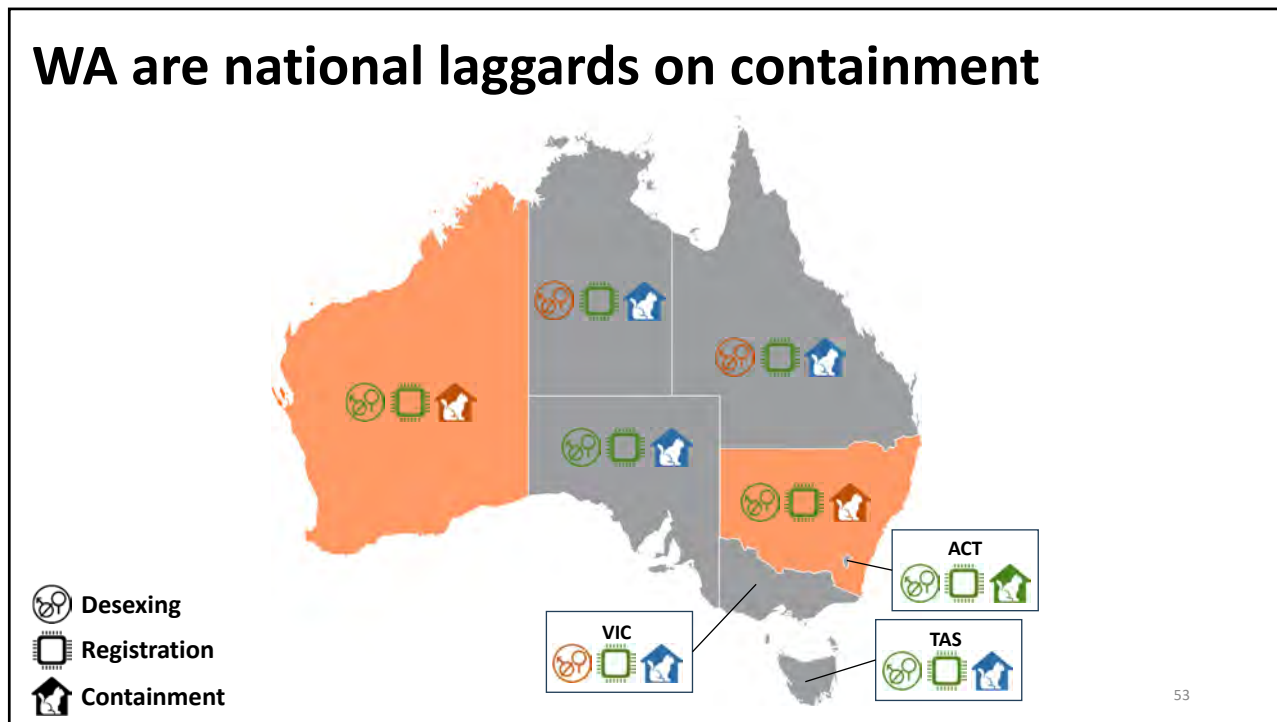 WA are national laggards on containment
ACT
VIC
TAS
Desexing
Registration
Containment
53